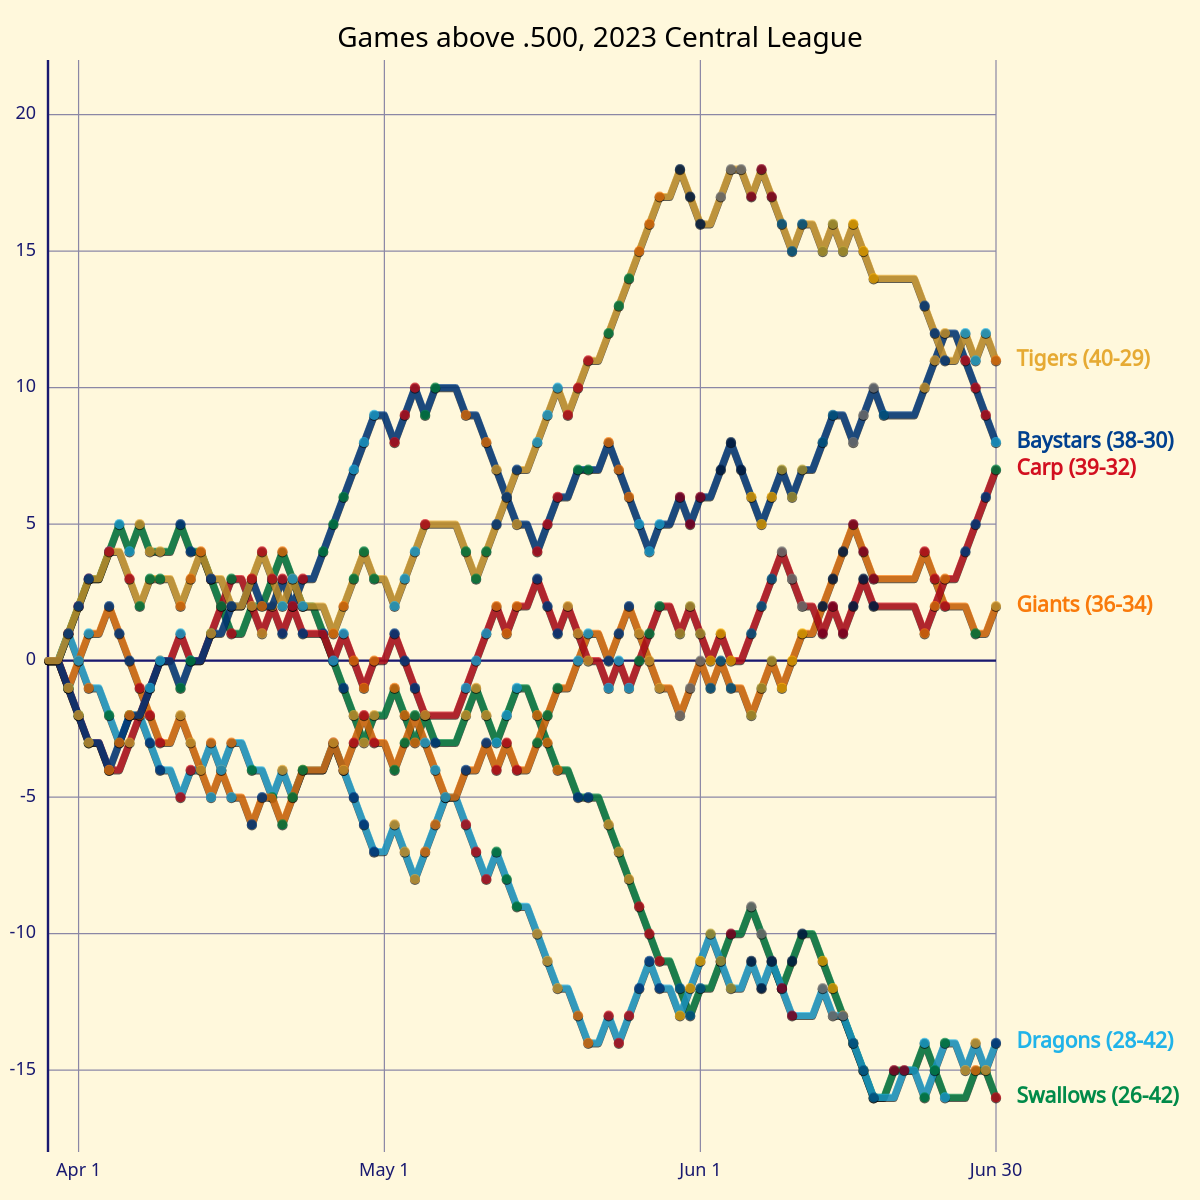 Games above .500, 2023 Central League
20
15
10
5
0
-5
-10
-15
Tigers (40-29)
Baystars (38-30)
Carp (39-32)
Giants (36-34)
Dragons (28-42)
Swallows (26-42)
Apr 1
May 1
Jun 1
Jun 30